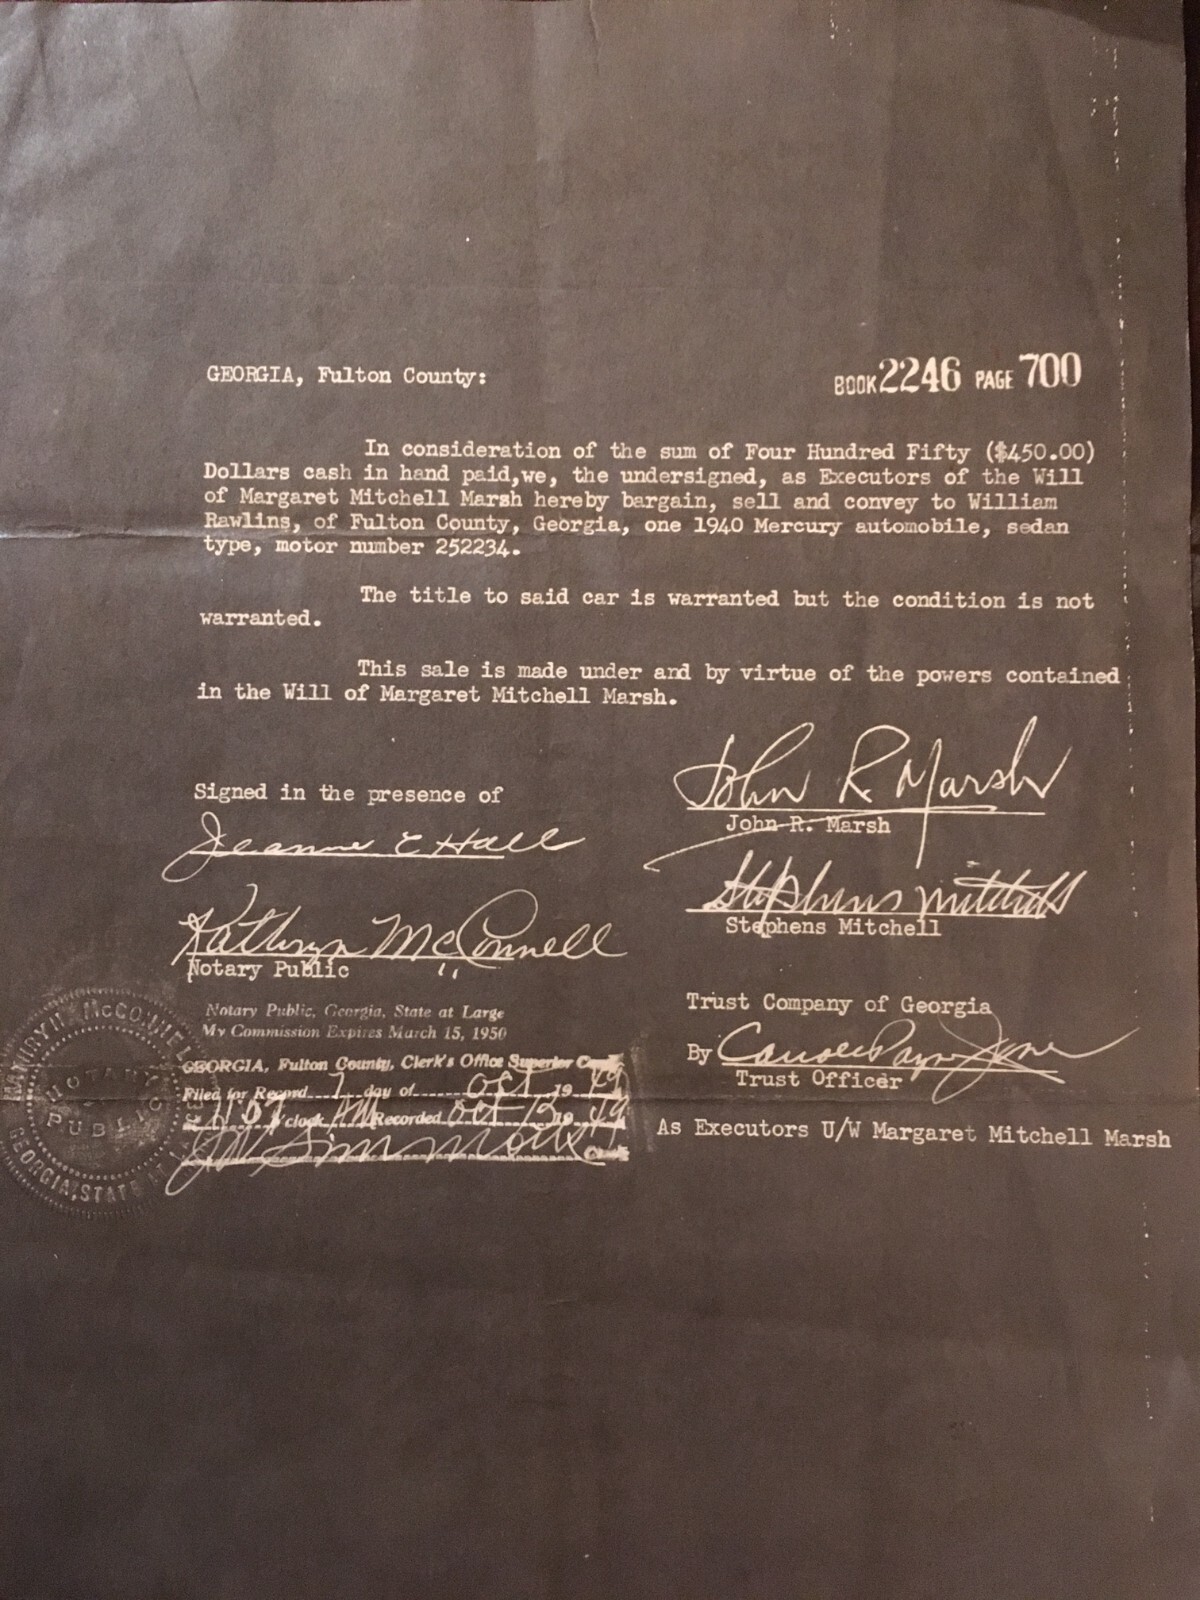 GEORGIA, Fulton County:
BOOK 2246 PAGE 700
In consideration of the sum of Four Hundred Fifty ($450.00)
Dollars cash in hand paid,we, the undersigned, as Executors of the Will
of Margaret Mitchell Marsh hereby bargain, sell and convey to William
Rawlins, of Fulton County, Georgia, one 1940 Mercury automobile, sedan
type, motor number 252234.
The title to said car is warranted but the condition is not
warranted.
This sale is made under and by virtue of the powers contained
in the Will of Margaret Mitchell Marsh.
Signed in the presence of
Jeanne E Hall
Kathryn McConnell
Notary Public
Notary Public, Georgia, State at Large
My Commission Expires March 15, 1950
GEORGIA, Fulton County, Clerk's Office Superior
Filed for Record 7 day of Oct 1949
o'clock AM Recorded Oct 13 1949
Simmons
NOTARY
PUBLIC
GEORGIA, STATE AT
John R Marsh
John R. Marsh
Stephens Mitchell
Stephens Mitchell
Trust Company of Georgia
By
Trust Officer
As Executors U/W Margaret Mitchell Marsh